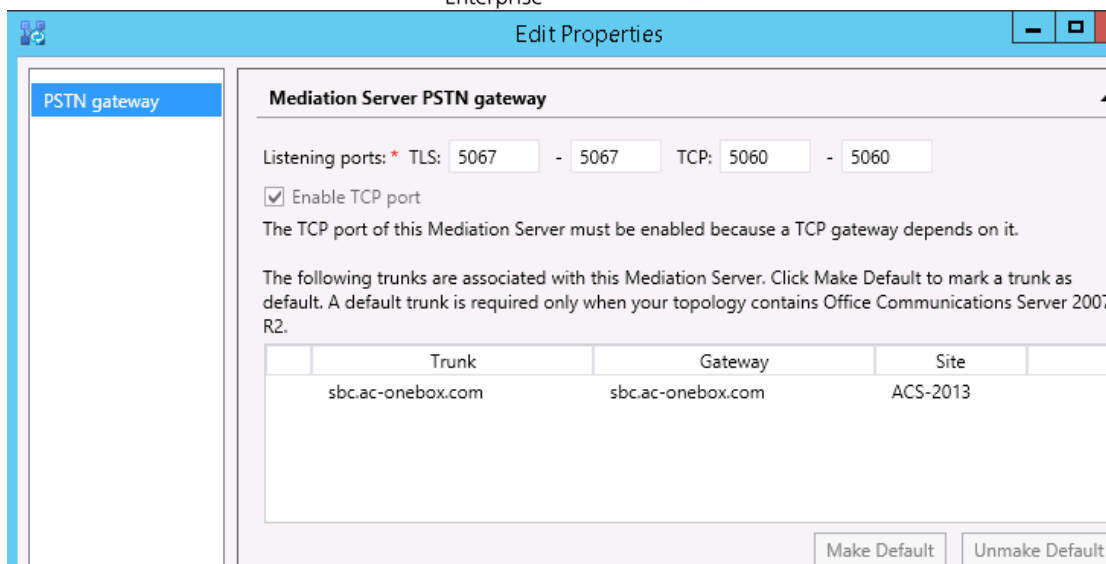 Enterprise
Edit Properties
PSTN gateway
Mediation Server PSTN gateway
Listening ports: * TLS: 5067 - 5067 TCP: 5060 - 5060
Enable TCP port
The TCP port of this Mediation Server must be enabled because a TCP gateway depends on it.
The following trunks are associated with this Mediation Server. Click Make Default to mark a trunk as
default. A default trunk is required only when your topology contains Office Communications Server 2007
R2.
Trunk Gateway Site
sbc.ac-onebox.com sbc.ac-onebox.com ACS-2013
Make Default Unmake Default